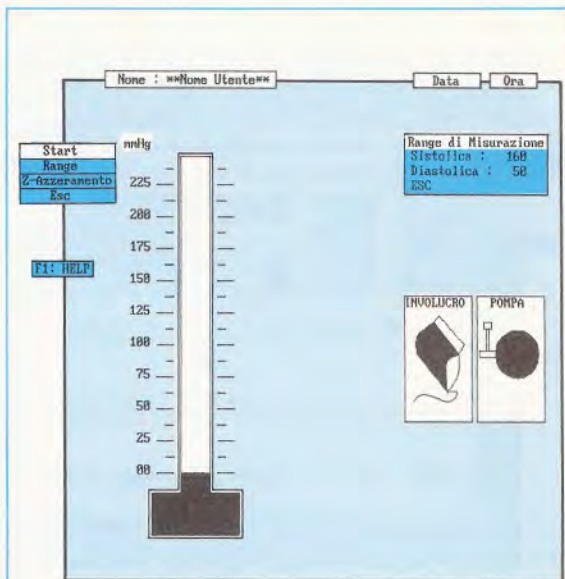 Nome : **Nome Utente**
Data
Ora
Start
Range
Z-Azzeramento
Esc
F1: HELP
mmHg
225
200
175
150
125
100
75
50
25
00
Range di Misurazione
Sistolica : 160
Diastolica : 50
ESC
INVOLUCRO
POMPA